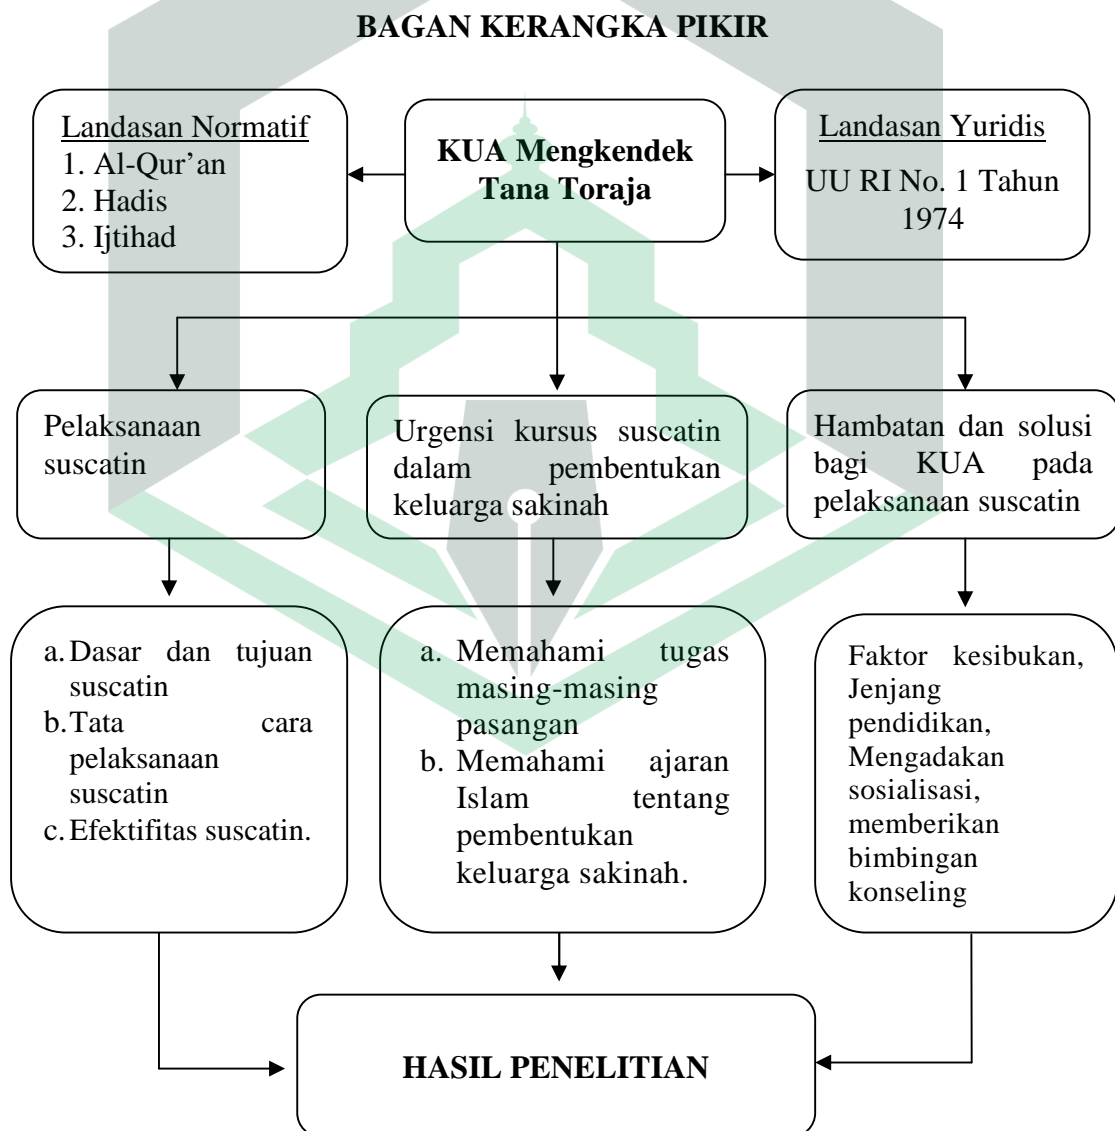 BAGAN KERANGKA PIKIR
Landasan Normatif
1. Al-Qur’an
2. Hadis
3. Ijtihad
KUA Mengkendek
Tana Toraja
Landasan Yuridis
UU RI No. 1 Tahun
1974
Pelaksanaan
suscatin
Urgensi kursus suscatin
dalam pembentukan
keluarga sakinah
Hambatan dan solusi
bagi KUA pada
pelaksanaan suscatin
a. Dasar dan tujuan
suscatin
b. Tata cara
pelaksanaan
suscatin
c. Efektifitas suscatin.
a. Memahami tugas
masing-masing
pasangan
b. Memahami ajaran
Islam tentang
pembentukan
keluarga sakinah.
Faktor kesibukan,
Jenjang
pendidikan,
Mengadakan
sosialisasi,
memberikan
bimbingan
konseling
HASIL PENELITIAN